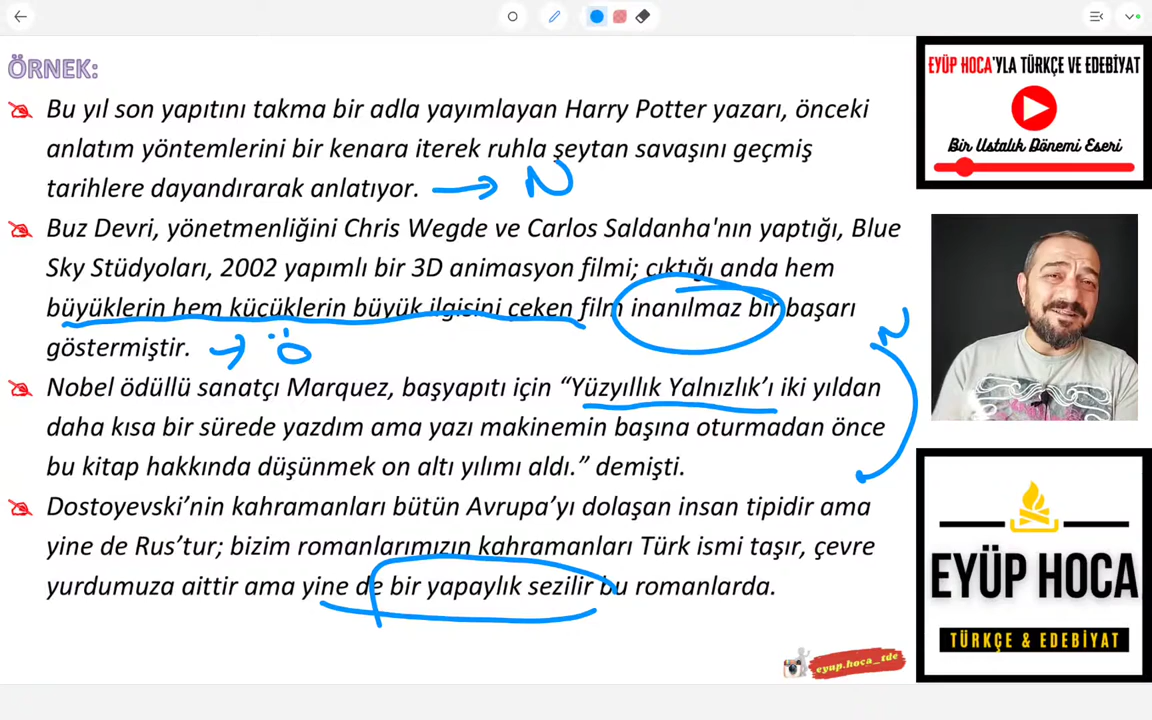 ÖRNEK:
Bu yıl son yapıtını takma bir adla yayımlayan Harry Potter yazarı, önceki
anlatım yöntemlerini bir kenara iterek ruhla şeytan savaşını geçmiş
tarihlere dayandırarak anlatıyor. → N
Buz Devri, yönetmenliğini Chris Wegde ve Carlos Saldanha'nın yaptığı, Blue
Sky Stüdyoları, 2002 yapımlı bir 3D animasyon filmi; çıktığı anda hem
büyüklerin hem küçüklerin büyük ilgisini çeken film inanılmaz bir başarı
göstermiştir. → Ö
N
Nobel ödüllü sanatçı Marquez, başyapıtı için “Yüzyıllık Yalnızlık’ı iki yıldan
daha kısa bir sürede yazdım ama yazı makinemin başına oturmadan önce
bu kitap hakkında düşünmek on altı yılımı aldı.” demişti.
Dostoyevski’nin kahramanları bütün Avrupa’yı dolaşan insan tipidir ama
yine de Rus’tur; bizim romanlarımızın kahramanları Türk ismi taşır, çevre
yurdumuza aittir ama yine de bir yapaylık sezilir bu romanlarda.
EYÜP HOCA'YLA TÜRKÇE VE EDEBİYAT
Bir Ustalık Dönemi Eseri
EYÜP HOCA
TÜRKÇE & EDEBİYAT
eyup.hoca_tde